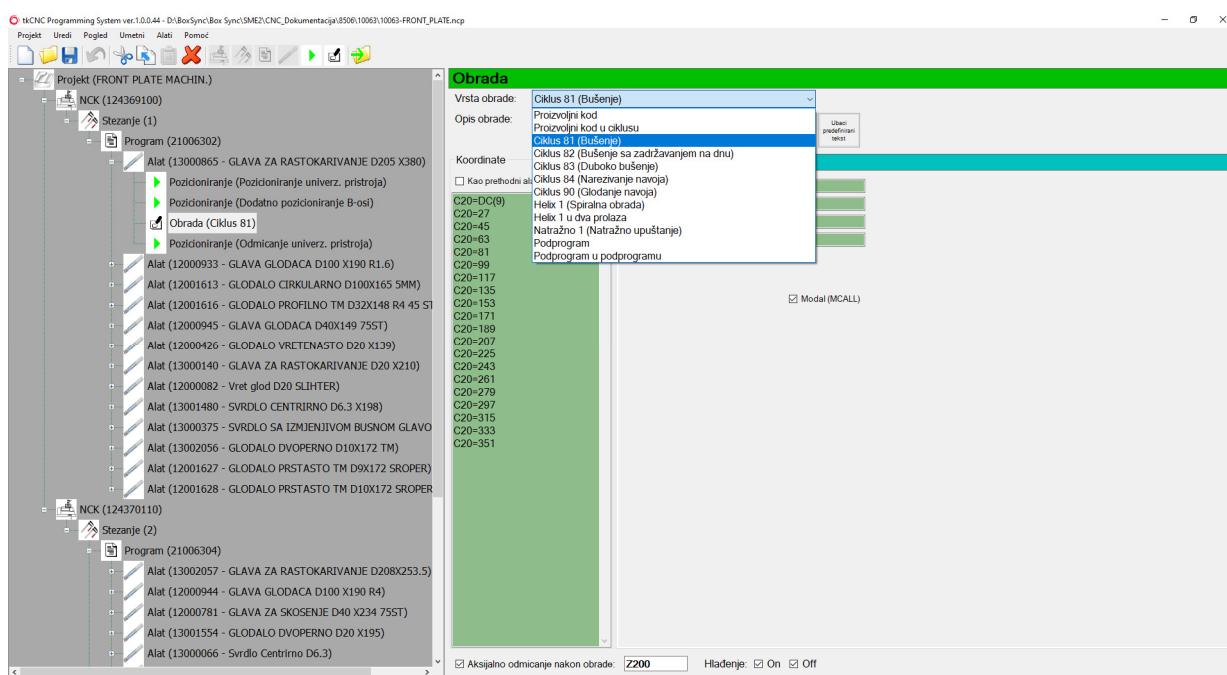 tkCNC Programming System ver.1.0.0.44 - D:\BoxSync\Box Sync\SME2\CNC_Dokumentacija\8506\10063\10063-FRONT_PLATE.ncp
Projekt Uredi Pogled Umetni Alati Pomoć
Projekt (FRONT PLATE MACHIN.)
NCK (124369100)
Stezanje (1)
Program (21006302)
Alat (13000865 - GLAVA ZA RASTOKARIVANJE D205 X380)
Pozicioniranje (Pozicioniranje univerz. pristroja)
Pozicioniranje (Dodatno pozicioniranje B-osi)
Obrada (Ciklus 81)
Pozicioniranje (Odmicanje univerz. pristroja)
Alat (12000933 - GLAVA GLODACA D100 X190 R1.6)
Alat (12001613 - GLODALO CIRKULARNO D100X165 5MM)
Alat (12001616 - GLODALO PROFILNO TM D32X148 R4 45 ST
Alat (12000945 - GLAVA GLODACA D40X149 75ST)
Alat (12000426 - GLODALO VRETENASTO D20 X139)
Alat (13000140 - GLAVA ZA RASTOKARIVANJE D20 X210)
Alat (12000082 - Vret glod D20 SLIHTER)
Alat (13001480 - SVRDLO CENTRIRNO D6.3 X198)
Alat (13000375 - SVRDLO SA IZMJENJIVOM BUSNOM GLAVO
Alat (13002056 - GLODALO DVOPERNO D10X172 TM)
Alat (12001627 - GLODALO PRSTASTO TM D9X172 SROPER)
Alat (12001628 - GLODALO PRSTASTO TM D10X172 SROPER
NCK (124370110)
Stezanje (2)
Program (21006304)
Alat (13002057 - GLAVA ZA RASTOKARIVANJE D208X253.5)
Alat (12000944 - GLAVA GLODACA D100 X190 R4)
Alat (12000781 - GLAVA ZA SKOSENJE D40 X234 75ST)
Alat (13001554 - GLODALO DVOPERNO D20 X195)
Alat (13000066 - Svrdlo Centrirno D6.3)
Obrada
Vrsta obrade: Ciklus 81 (Bušenje)
Opis obrade:
Proizvoljni kod
Proizvoljni kod u ciklusu
Ciklus 81 (Bušenje)
Ciklus 82 (Bušenje sa zadržavanjem na dnu)
Ciklus 83 (Duboko bušenje)
Ciklus 84 (Narezivanje navoja)
Ciklus 90 (Glodanje navoja)
Helix 1 (Spiralna obrada)
Helix 1 u dva prolaza
Natražno 1 (Natražno upuštanje)
Podprogram
Podprogram u podprogramu
Ubaci
predefinirani
tekst
Koordinate
Kao prethodni ala
C20=DC(9)
C20=27
C20=45
C20=63
C20=81
C20=99
C20=117
C20=135
C20=153
C20=171
C20=189
C20=207
C20=225
C20=243
C20=261
C20=279
C20=297
C20=315
C20=333
C20=351
Modal (MCALL)
Aksijalno odmicanje nakon obrade: Z200 Hlađenje: On Off